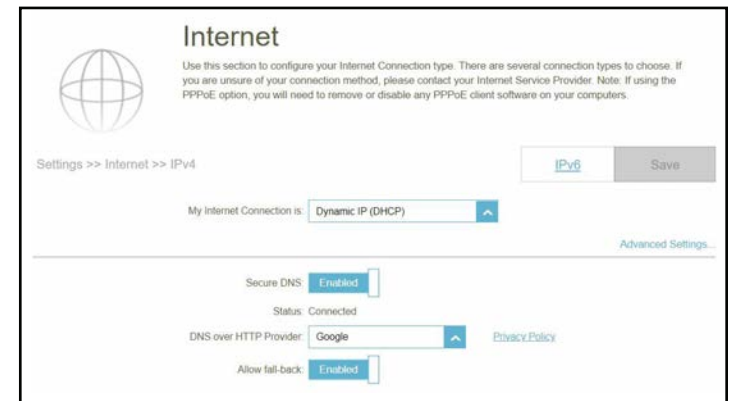 Internet
Use this section to configure your Internet Connection type. There are several connection types to choose. If
you are unsure of your connection method, please contact your Internet Service Provider. Note: If using the
PPPoE option, you will need to remove or disable any PPPoE client software on your computers.
Settings >> Internet >> IPv4
IPv6
Save
My Internet Connection is: Dynamic IP (DHCP)
Advanced Settings...
Secure DNS: Enabled
Status: Connected
DNS over HTTP Provider: Google
Privacy Policy
Allow fall-back: Enabled